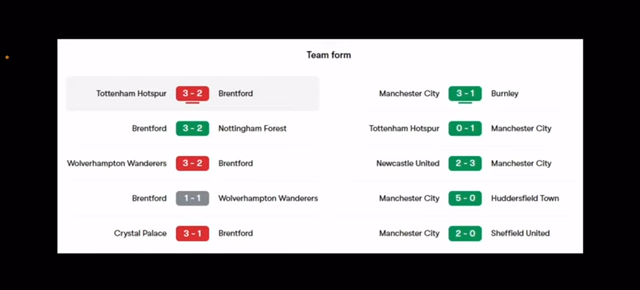 Team form
Tottenham Hotspur 3 - 2 Brentford
Manchester City 3 - 1 Burnley
Brentford 3 - 2 Nottingham Forest
Tottenham Hotspur 0 - 1 Manchester City
Wolverhampton Wanderers 3 - 2 Brentford
Newcastle United 2 - 3 Manchester City
Brentford 1 - 1 Wolverhampton Wanderers
Manchester City 5 - 0 Huddersfield Town
Crystal Palace 3 - 1 Brentford
Manchester City 2 - 0 Sheffield United